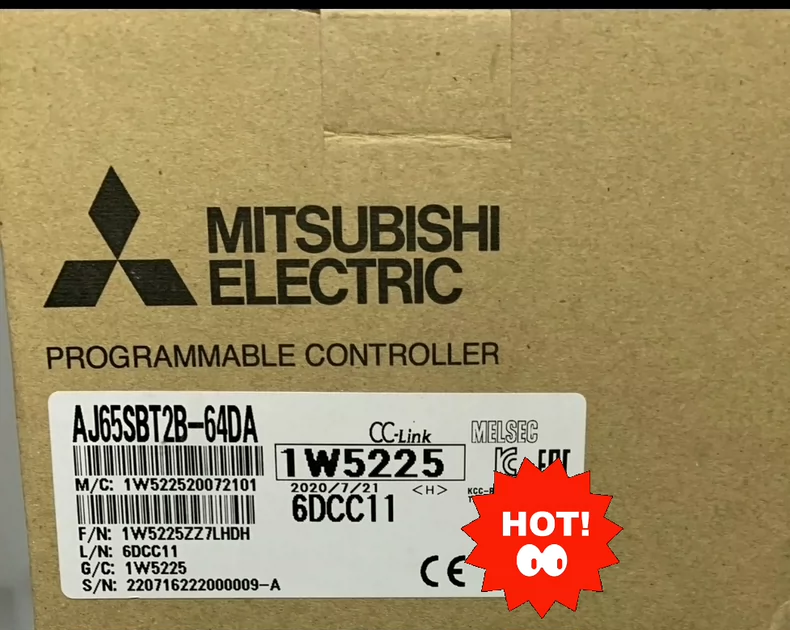 MITSUBISHI
ELECTRIC
PROGRAMMABLE CONTROLLER
AJ65SBT2B-64DA
CC-Link MELSEC
1W5225
M/C: 1W522520072101
2020/7/21 <H>
6DCC11
F/N: 1W5225ZZ7LHDH
L/N: 6DCC11
G/C: 1W5225
S/N: 220716222000009-A
CE
HOT!